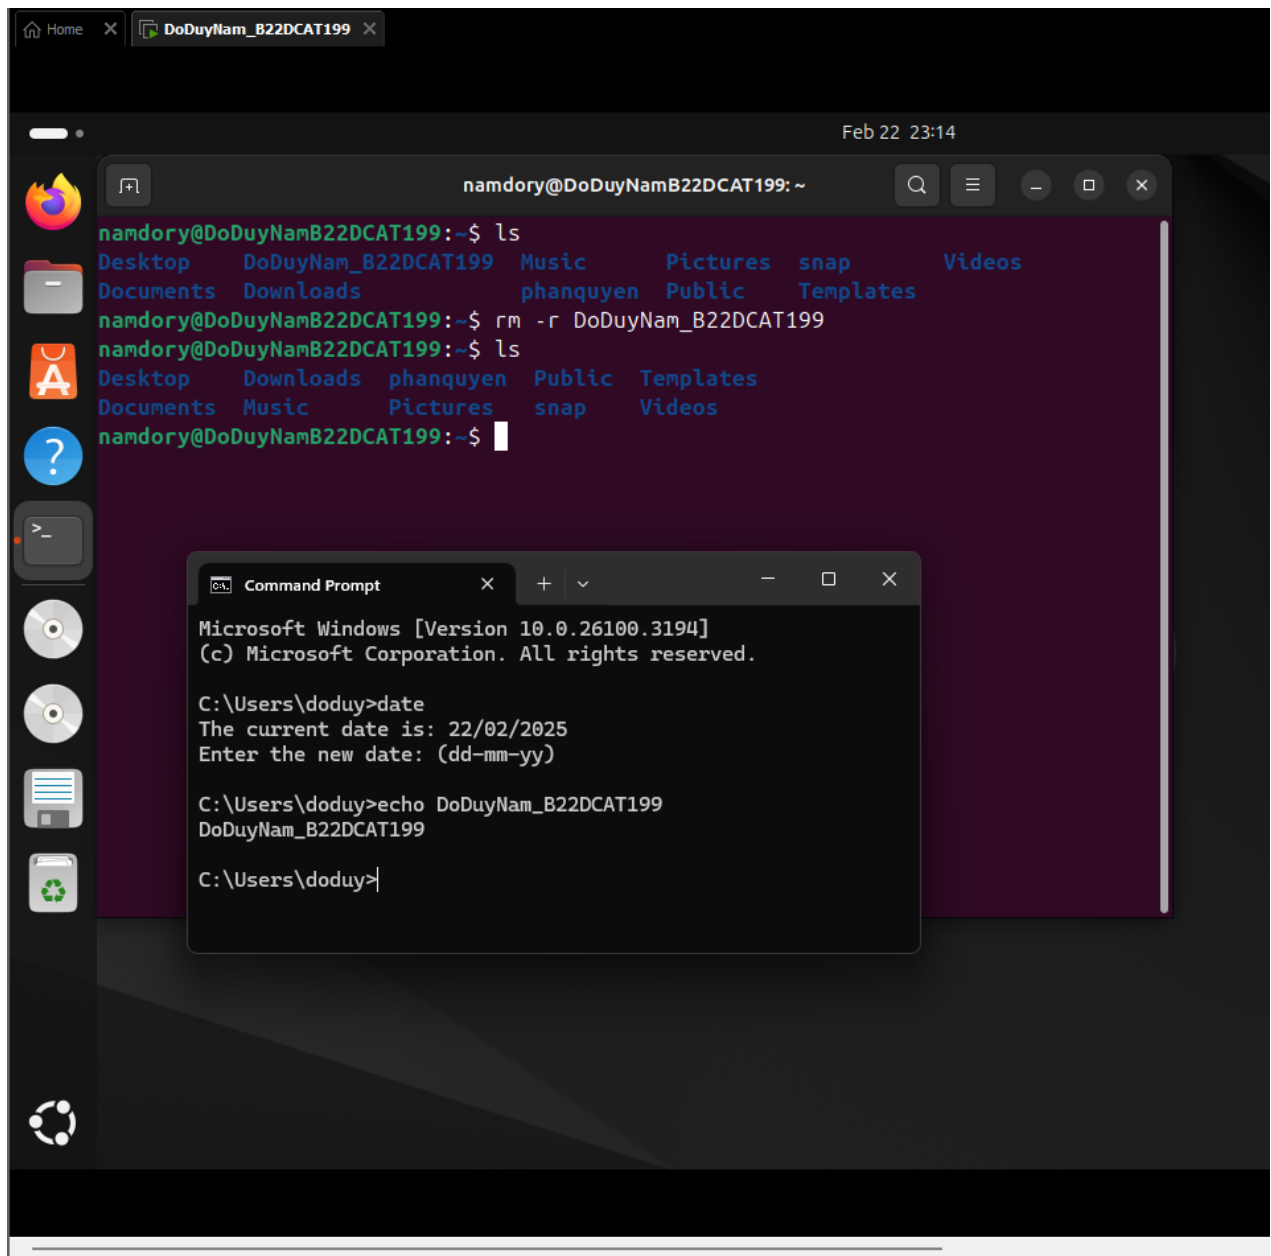 Home
DoDuyNam_B22DCAT199
Feb 22 23:14
namdory@DoDuyNamB22DCAT199: ~
namdory@DoDuyNamB22DCAT199:~$ ls
Desktop DoDuyNam_B22DCAT199 Music Pictures snap Videos
Documents Downloads phanquyen Public Templates
namdory@DoDuyNamB22DCAT199:~$ rm -r DoDuyNam_B22DCAT199
namdory@DoDuyNamB22DCAT199:~$ ls
Desktop Downloads phanquyen Public Templates
Documents Music Pictures snap Videos
namdory@DoDuyNamB22DCAT199:~$
Command Prompt
Microsoft Windows [Version 10.0.26100.3194]
(c) Microsoft Corporation. All rights reserved.
C:\Users\doduy>date
The current date is: 22/02/2025
Enter the new date: (dd-mm-yy)
C:\Users\doduy>echo DoDuyNam_B22DCAT199
DoDuyNam_B22DCAT199
C:\Users\doduy>